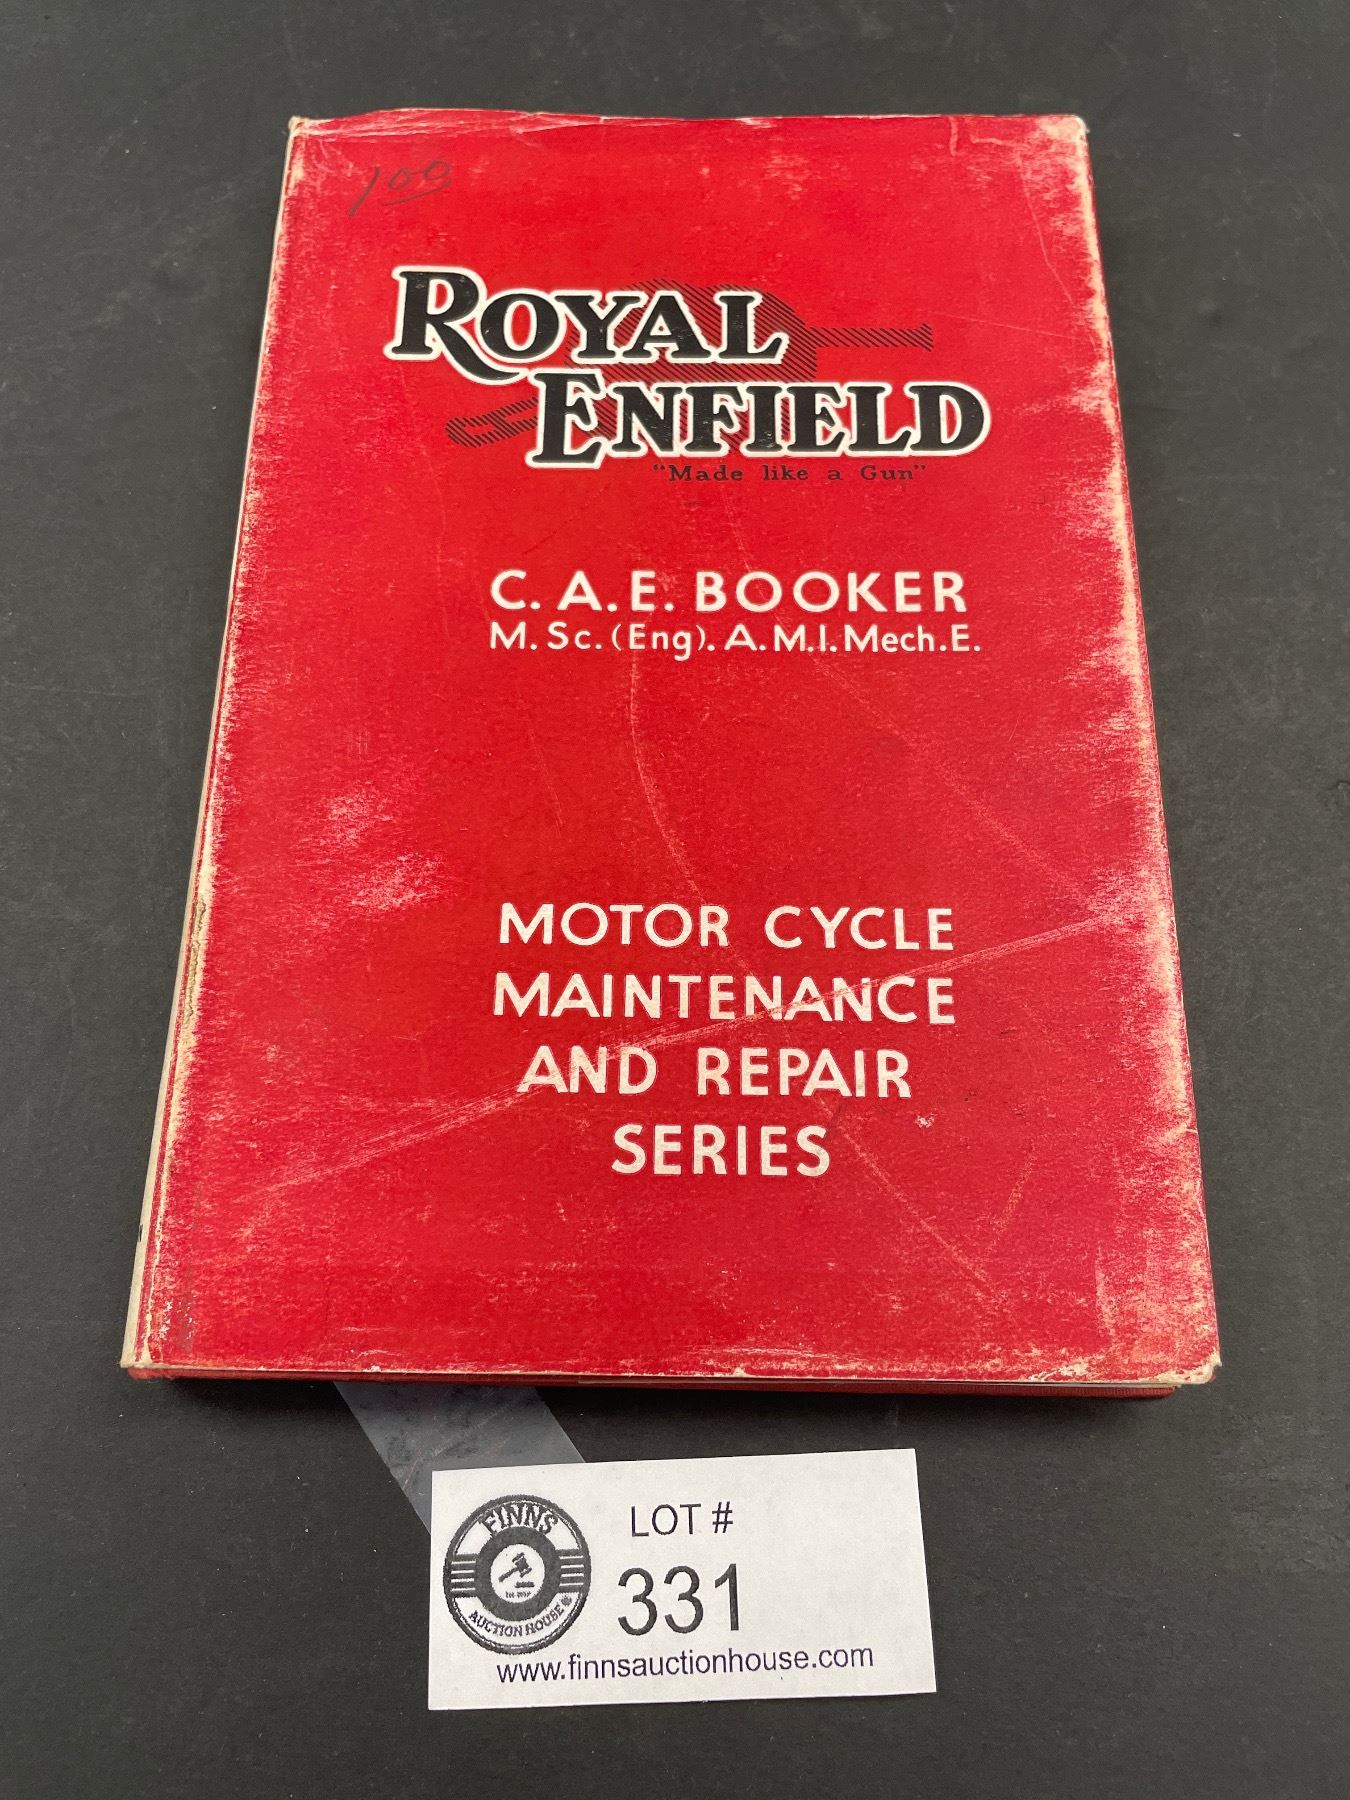 100
ROYAL
ENFIELD
"Made like a Gun"
C. A. E. BOOKER
M. Sc. (Eng). A. M. I. Mech. E.
MOTOR CYCLE
MAINTENANCE
AND REPAIR
SERIES
FINNS
AUCTION HOUSE
LOT #
331
www.finnsauctionhouse.com